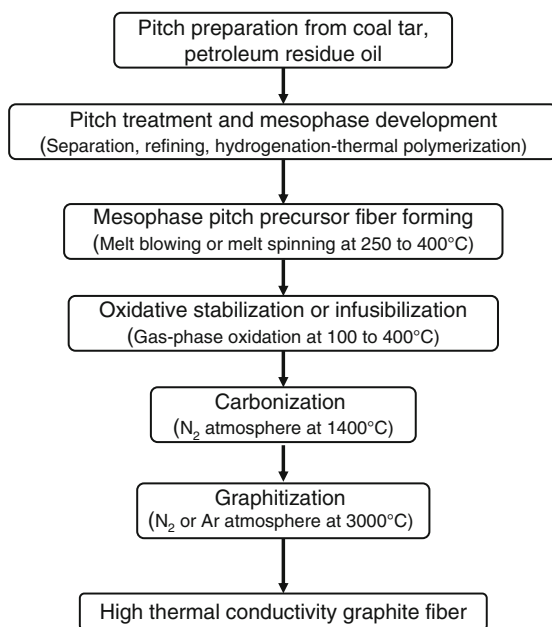 Pitch preparation from coal tar,
petroleum residue oil
Pitch treatment and mesophase development
(Separation, refining, hydrogenation-thermal polymerization)
Mesophase pitch precursor fiber forming
(Melt blowing or melt spinning at 250 to 400°C)
Oxidative stabilization or infusibilization
(Gas-phase oxidation at 100 to 400°C)
Carbonization
(N₂ atmosphere at 1400°C)
Graphitization
(N₂ or Ar atmosphere at 3000°C)
High thermal conductivity graphite fiber